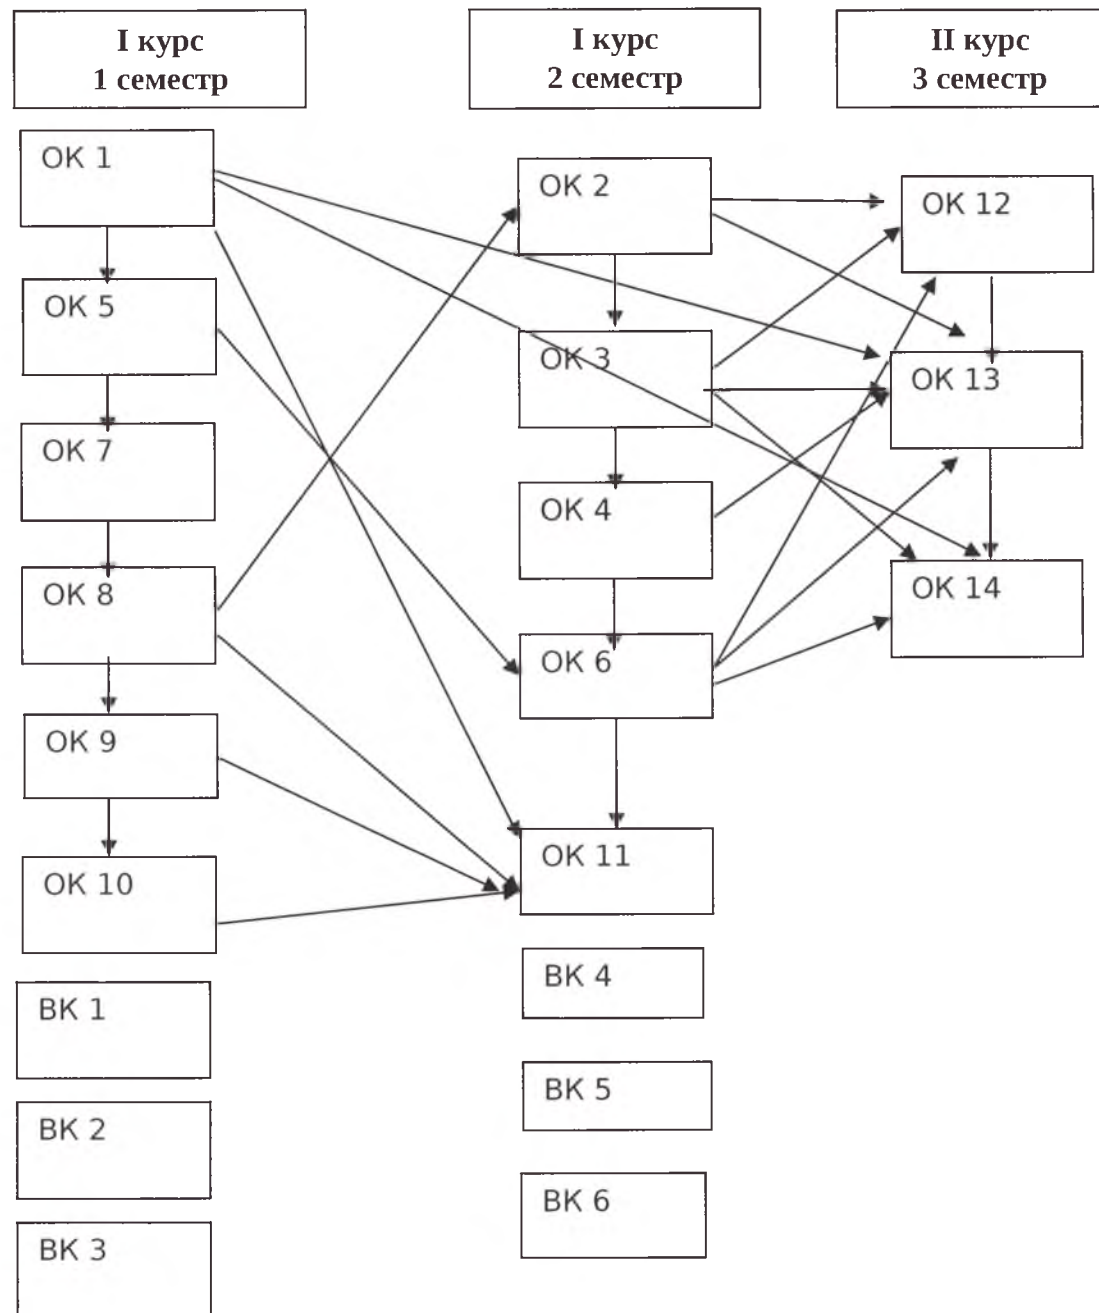 I курс
1 семестр
I курс
2 семестр
II курс
3 семестр
ОК 1
ОК 5
ОК 7
ОК 8
ОК 9
ОК 10
ВК 1
ВК 2
ВК 3
ОК 2
ОК 3
ОК 4
ОК 6
ОК 11
ВК 4
ВК 5
ВК 6
ОК 12
ОК 13
ОК 14